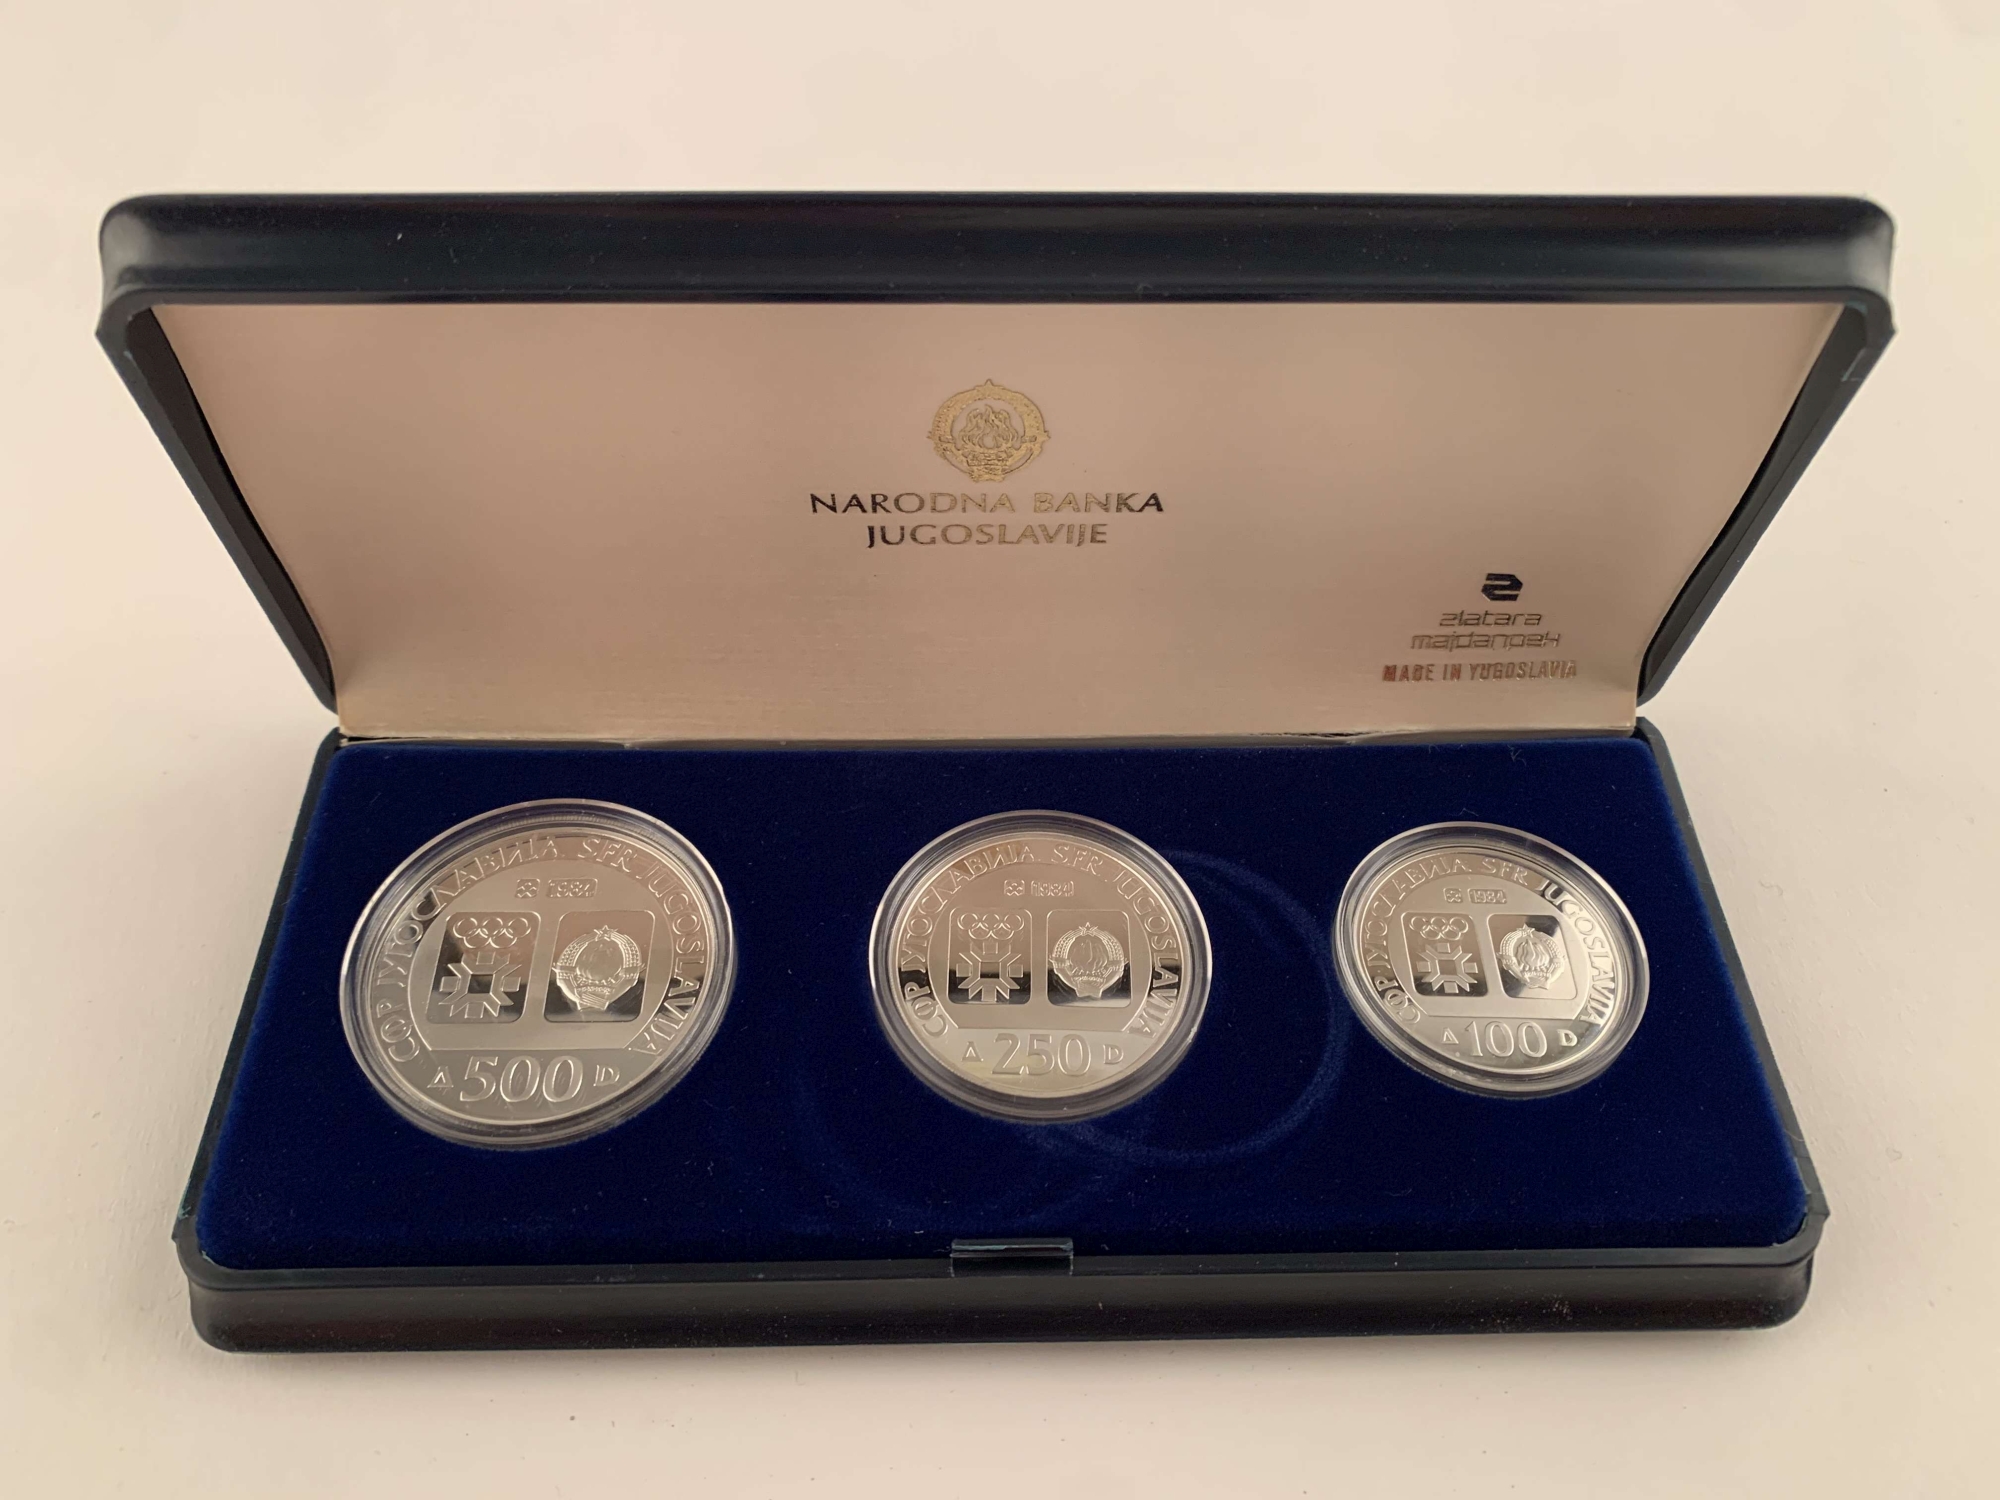 NARODNA BANKA
JUGOSLAVIJE
zlatara
majdanpek
MADE IN YUGOSLAVIA
СФР ЈУГОСЛАВИЈА. SFR JUGOSLAVIJA
1984
Д 500 D
СФР ЈУГОСЛАВИЈА. SFR JUGOSLAVIJA
1984
Д 250 D
СФР ЈУГОСЛАВИЈА. SFR JUGOSLAVIJA
1984
Д 100 D